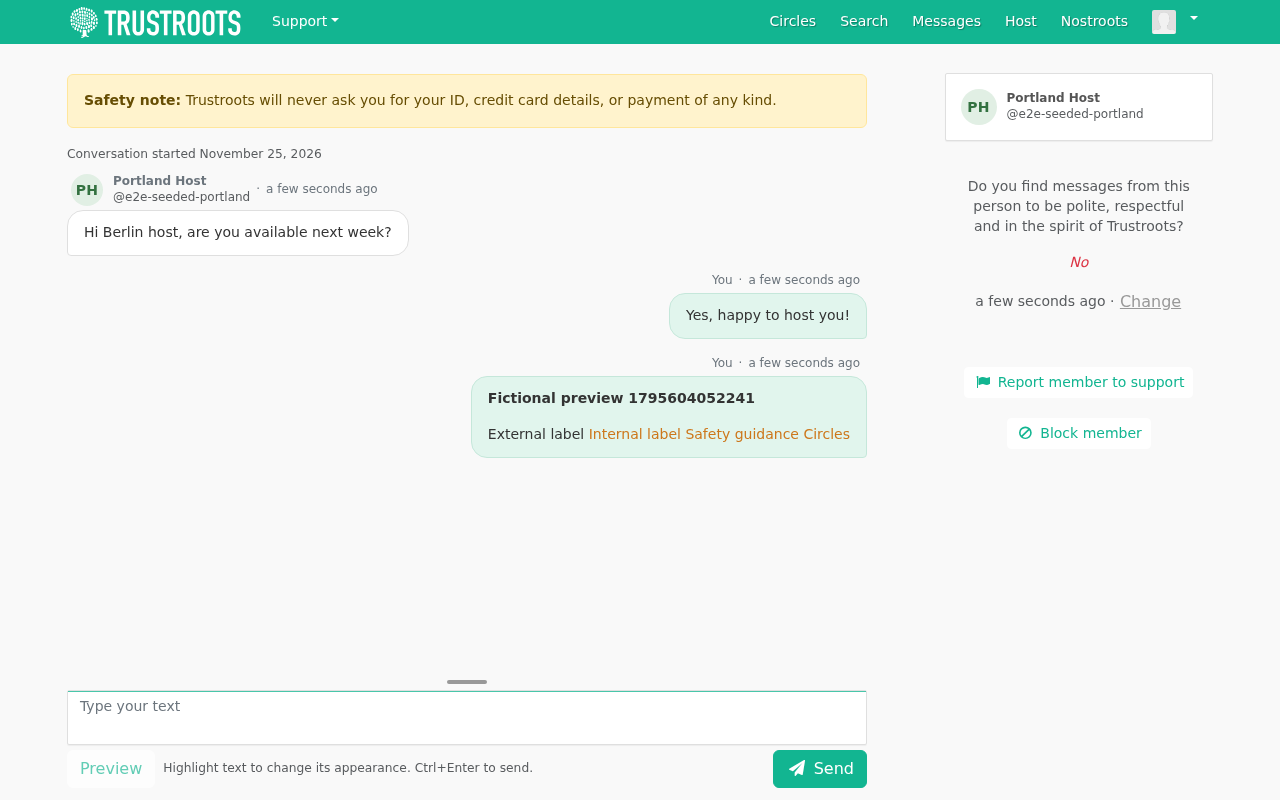 TRUSTROOTS Support Circles Search Messages Host Nostroots
Safety note: Trustroots will never ask you for your ID, credit card details, or payment of any kind.
Conversation started November 25, 2026
PH Portland Host
@e2e-seeded-portland · a few seconds ago
Hi Berlin host, are you available next week?
You · a few seconds ago
Yes, happy to host you!
You · a few seconds ago
Fictional preview 1795604052241
External label Internal label Safety guidance Circles
Type your text
Preview Highlight text to change its appearance. Ctrl+Enter to send. Send
PH Portland Host
@e2e-seeded-portland
Do you find messages from this
person to be polite, respectful
and in the spirit of Trustroots?
No
a few seconds ago · Change
Report member to support
Block member